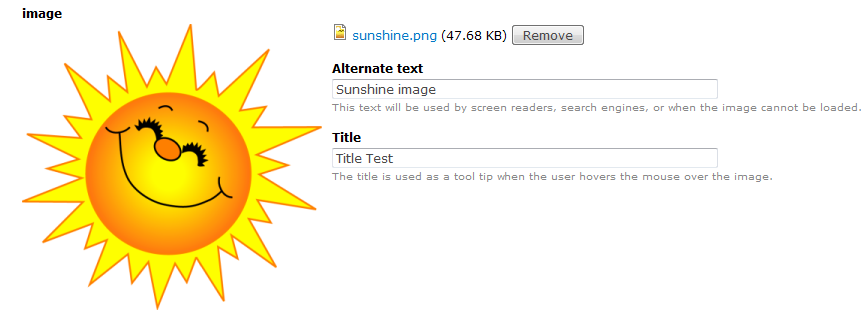 image
sunshine.png (47.68 KB) Remove
Alternate text
Sunshine image
This text will be used by screen readers, search engines, or when the image cannot be loaded.
Title
Title Test
The title is used as a tool tip when the user hovers the mouse over the image.